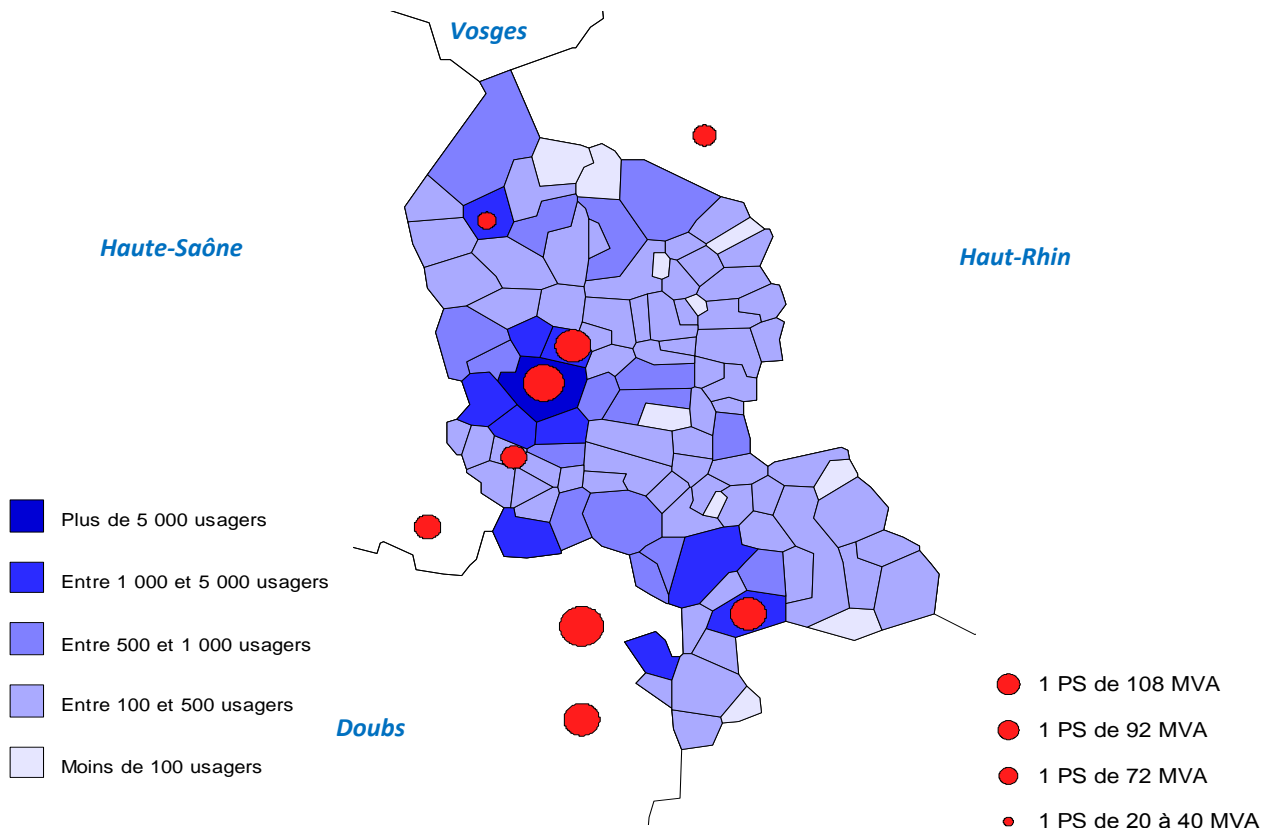 Vosges
Haute-Saône
Haut-Rhin
Plus de 5 000 usagers
Entre 1 000 et 5 000 usagers
Entre 500 et 1 000 usagers
Entre 100 et 500 usagers
Moins de 100 usagers
Doubs
1 PS de 108 MVA
1 PS de 92 MVA
1 PS de 72 MVA
1 PS de 20 à 40 MVA